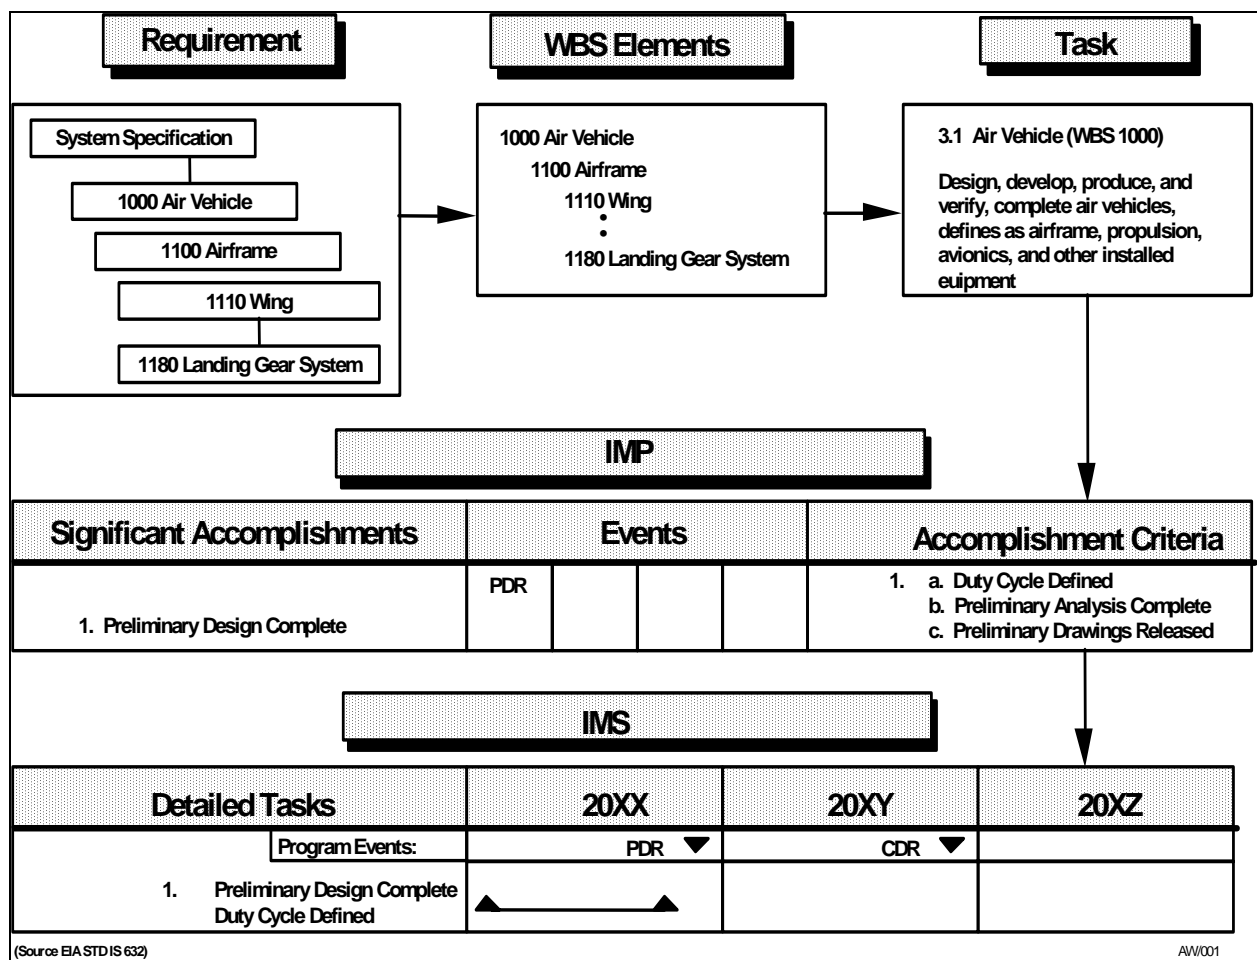 Requirement
WBS Elements
Task
System Specification
1000 Air Vehicle
1100 Airframe
1110 Wing
1180 Landing Gear System
1000 Air Vehicle
1100 Airframe
1110 Wing
•
•
1180 Landing Gear System
3.1 Air Vehicle (WBS 1000)
Design, develop, produce, and
verify, complete air vehicles,
defines as airframe, propulsion,
avionics, and other installed
euipment
IMP
Significant Accomplishments
Events
Accomplishment Criteria
1. Preliminary Design Complete
PDR
1. a. Duty Cycle Defined
b. Preliminary Analysis Complete
c. Preliminary Drawings Released
IMS
Detailed Tasks
20XX
20XY
20XZ
Program Events:
PDR
CDR
1. Preliminary Design Complete
Duty Cycle Defined
(Source EIA STD IS 632)
AW/001